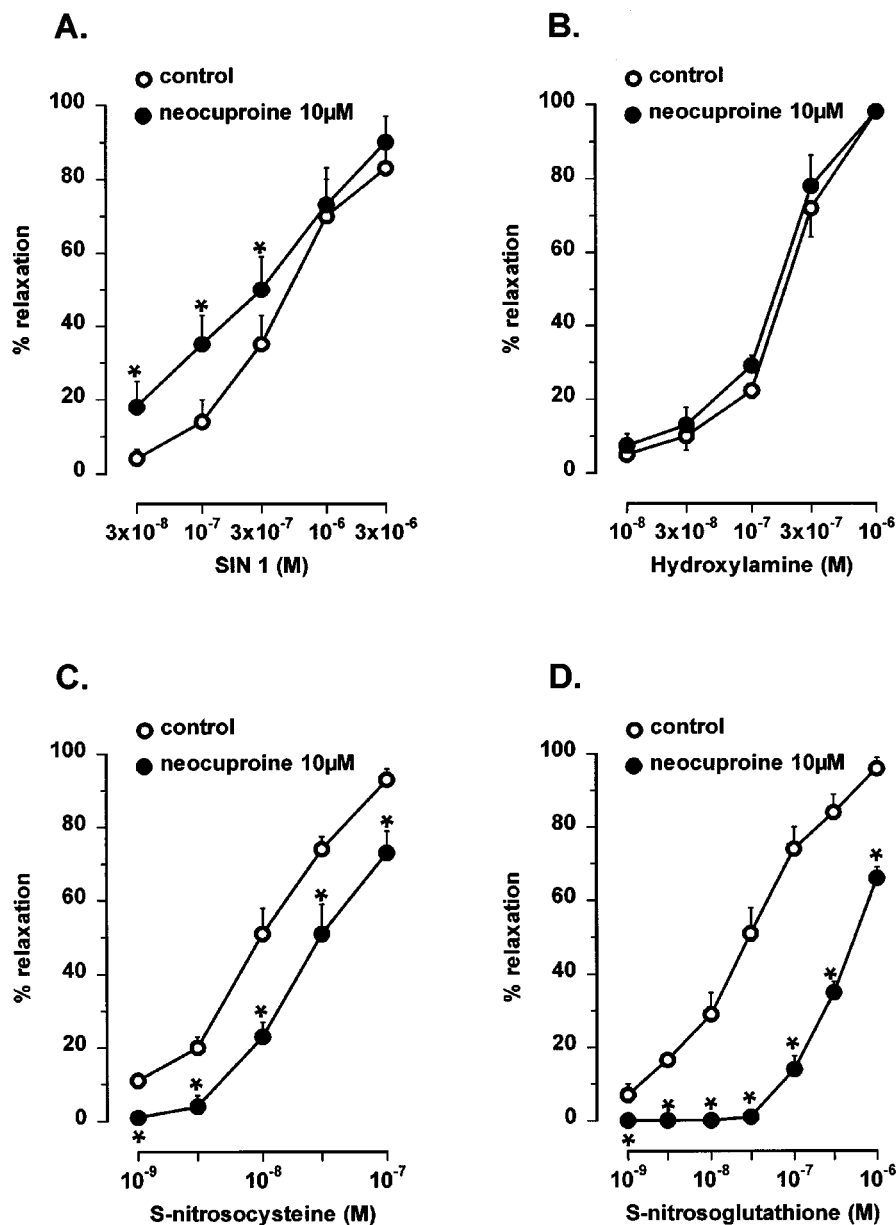 A.
control
neocuproine 10µM
100
80
60
40
20
0
% relaxation
*
*
*
3x10⁻⁸ 10⁻⁷ 3x10⁻⁷ 10⁻⁶ 3x10⁻⁶
SIN 1 (M)
B.
control
neocuproine 10µM
100
80
60
40
20
0
% relaxation
10⁻⁸ 3x10⁻⁸ 10⁻⁷ 3x10⁻⁷ 10⁻⁶
Hydroxylamine (M)
C.
control
neocuproine 10µM
100
80
60
40
20
0
% relaxation
*
*
*
*
*
10⁻⁹ 10⁻⁸ 10⁻⁷
S-nitrosocysteine (M)
D.
control
neocuproine 10µM
100
80
60
40
20
0
% relaxation
*
*
*
*
*
*
*
10⁻⁹ 10⁻⁸ 10⁻⁷ 10⁻⁶
S-nitrosoglutathione (M)